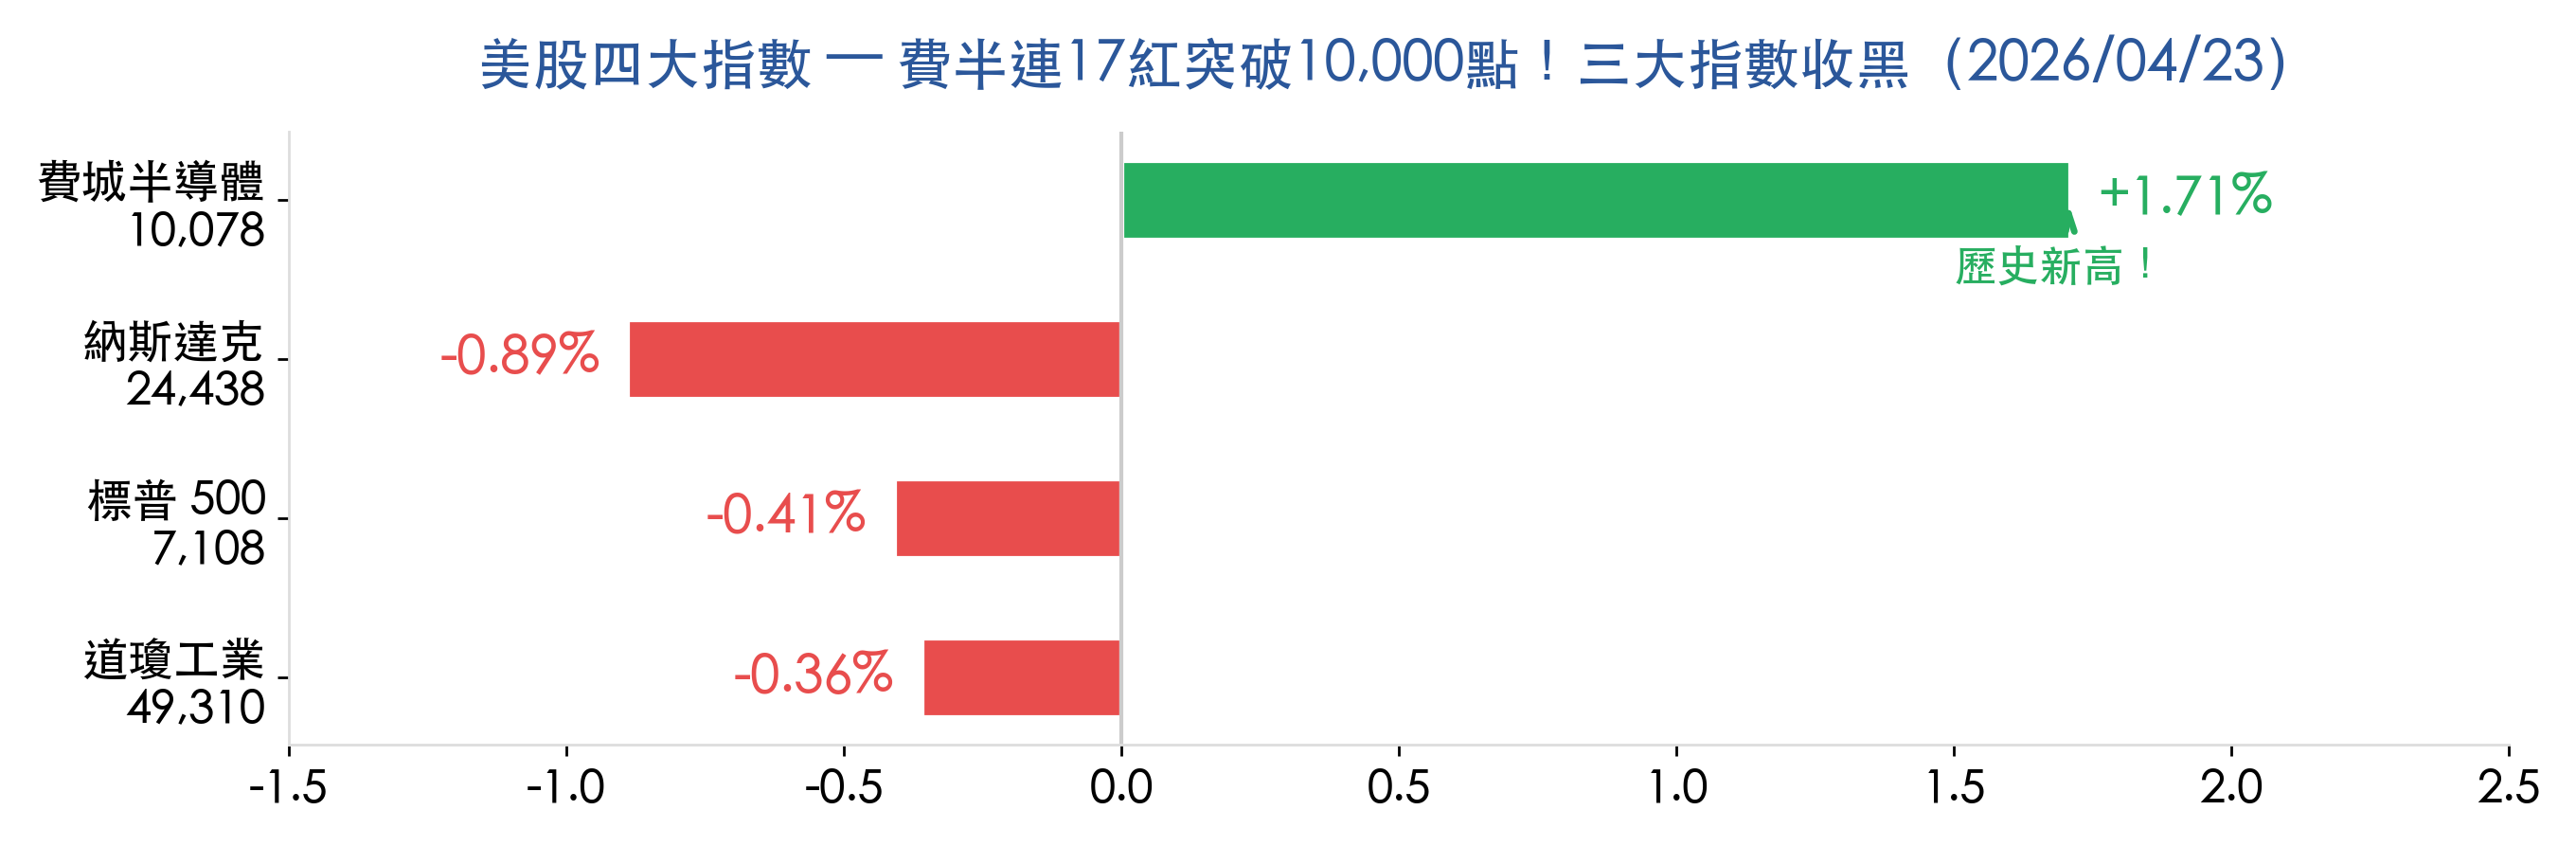 美股四大指數 — 費半連17紅突破10,000點！三大指數收黑（2026/04/23）
費城半導體
10,078
+1.71%
歷史新高！
納斯達克
24,438
-0.89%
標普 500
7,108
-0.41%
道瓊工業
49,310
-0.36%
-1.5 -1.0 -0.5 0.0 0.5 1.0 1.5 2.0 2.5